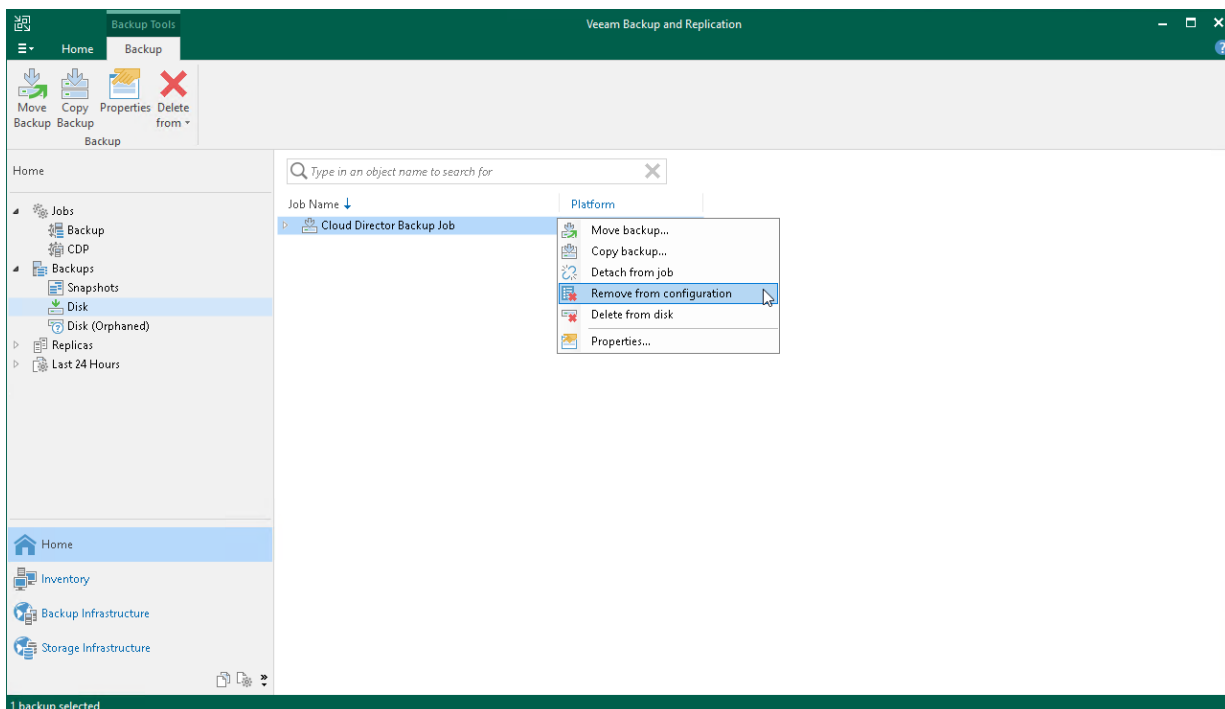 Backup Tools
Veeam Backup and Replication
Home
Backup
Move Backup
Copy Backup
Properties
Delete from
Backup
Home
Type in an object name to search for
Jobs
Backup
CDP
Backups
Snapshots
Disk
Disk (Orphaned)
Replicas
Last 24 Hours
Job Name
Platform
Cloud Director Backup Job
Move backup...
Copy backup...
Detach from job
Remove from configuration
Delete from disk
Properties...
Home
Inventory
Backup Infrastructure
Storage Infrastructure
1 backup selected